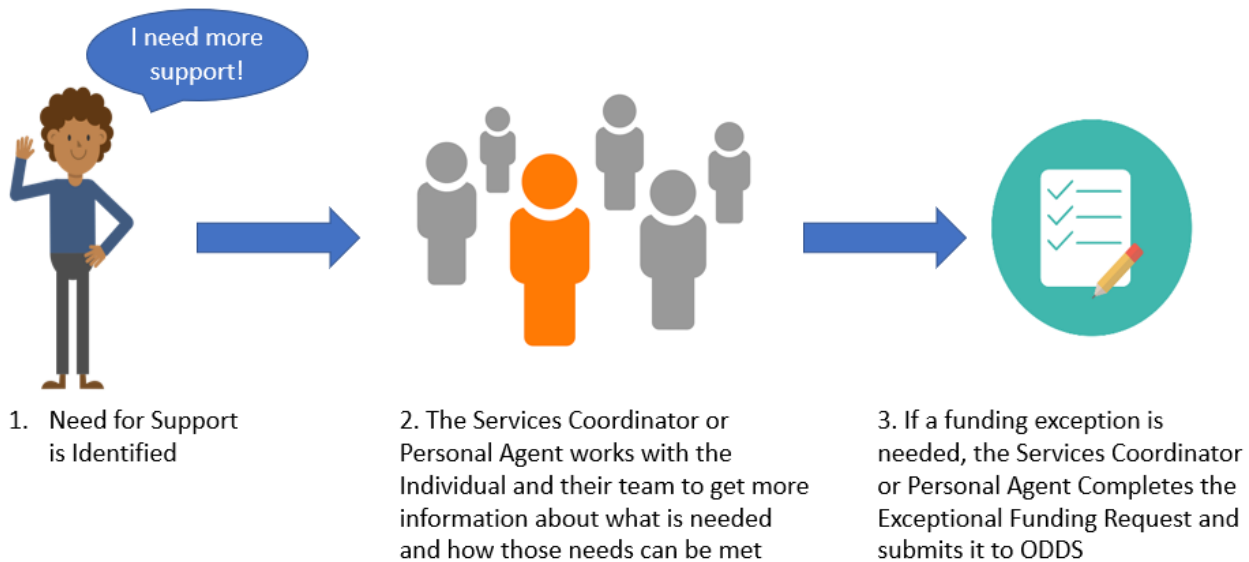 I need more
support!
1. Need for Support
is Identified
2. The Services Coordinator or
Personal Agent works with the
Individual and their team to get more
information about what is needed
and how those needs can be met
3. If a funding exception is
needed, the Services Coordinator
or Personal Agent Completes the
Exceptional Funding Request and
submits it to ODDS